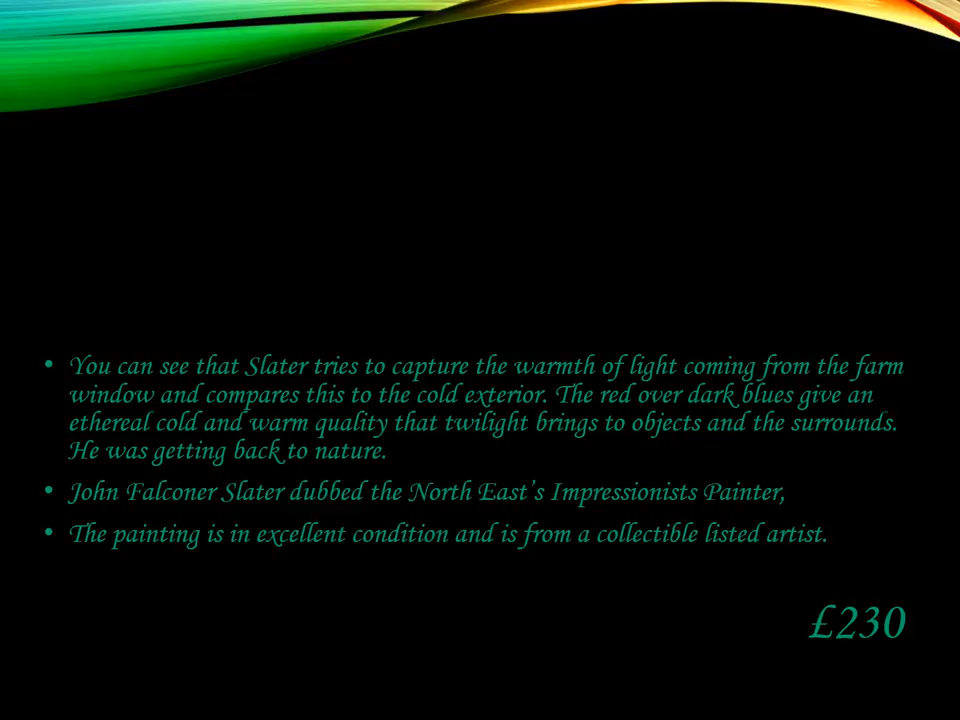 • You can see that Slater tries to capture the warmth of light coming from the farm
window and compares this to the cold exterior. The red over dark blues give an
ethereal cold and warm quality that twilight brings to objects and the surrounds.
He was getting back to nature.
• John Falconer Slater dubbed the North East’s Impressionists Painter,
• The painting is in excellent condition and is from a collectible listed artist.
£230